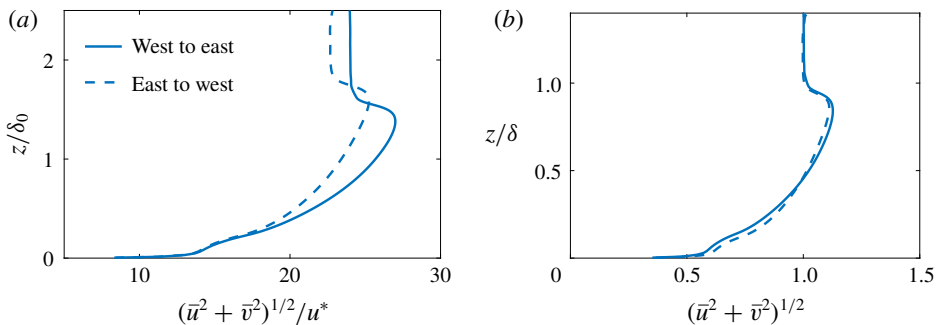 (a)
2
1
0
z/δ₀
West to east
East to west
10
20
30
(ū² + v̄²)¹/²/u*
(b)
1.0
0.5
z/δ
0
0.5
1.0
1.5
(ū² + v̄²)¹/²